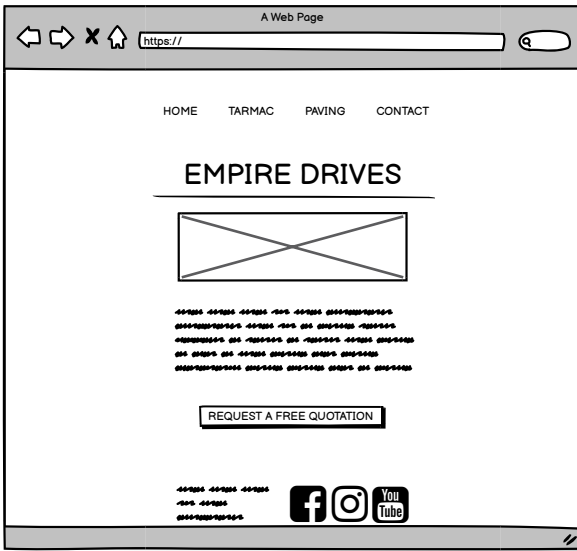 A Web Page
https://
HOME TARMAC PAVING CONTACT
EMPIRE DRIVES
REQUEST A FREE QUOTATION
You
Tube